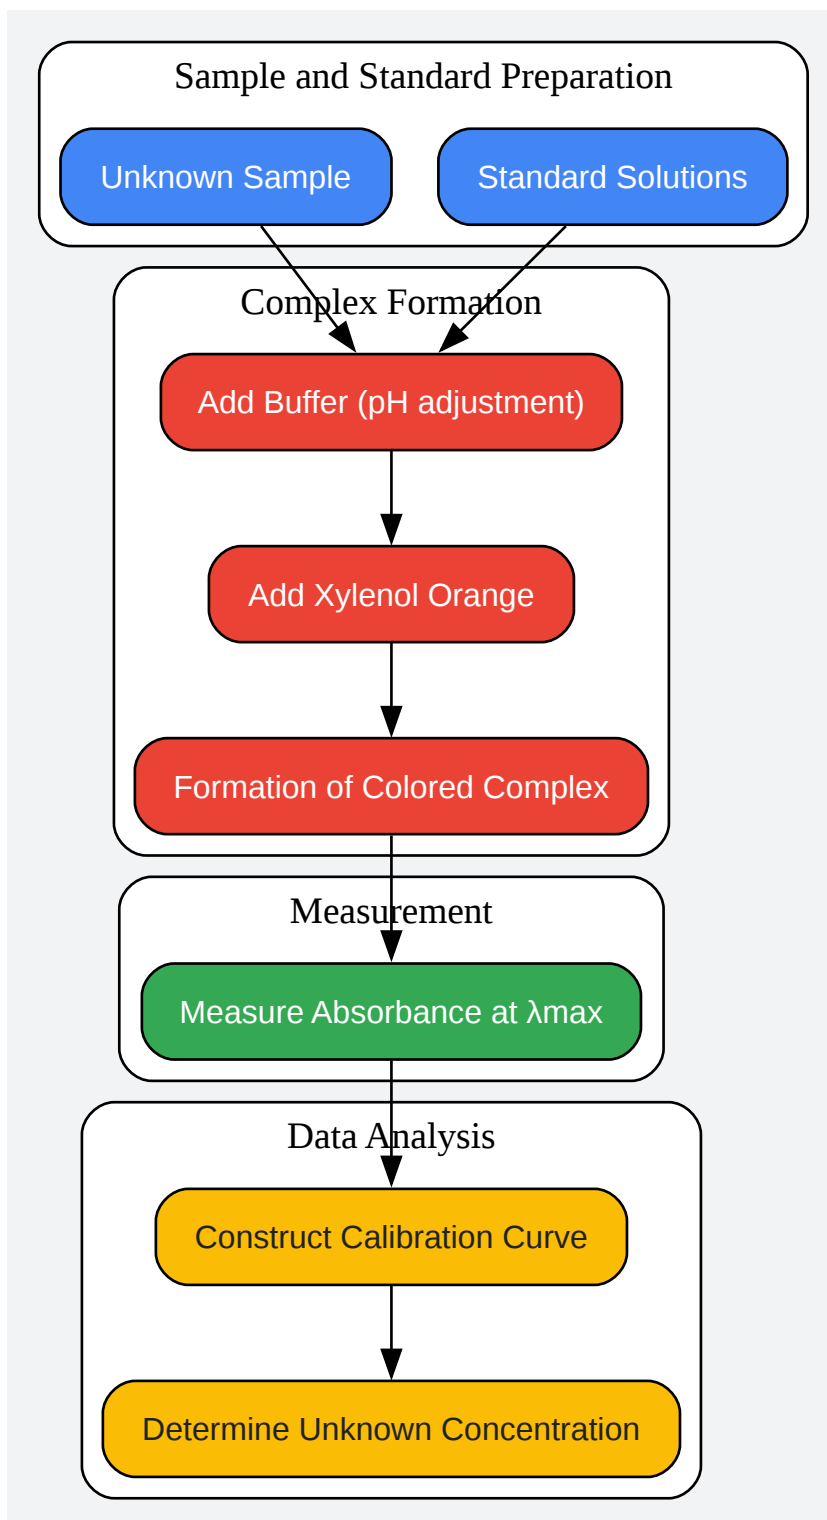 Sample and Standard Preparation
Unknown Sample
Standard Solutions
Complex Formation
Add Buffer (pH adjustment)
Add Xylenol Orange
Formation of Colored Complex
Measurement
Measure Absorbance at λmax
Data Analysis
Construct Calibration Curve
Determine Unknown Concentration